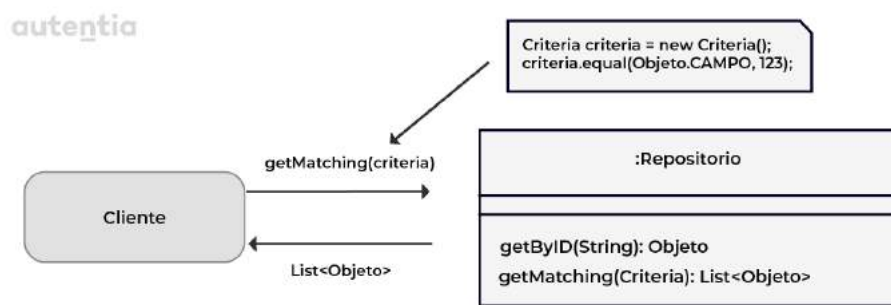 autentia
Criteria criteria = new Criteria();
criteria.equal(Objeto.CAMPO, 123);
getMatching(criteria)
:Repositorio
Cliente
List<Objeto>
getByID(String): Objeto
getMatching(Criteria): List<Objeto>